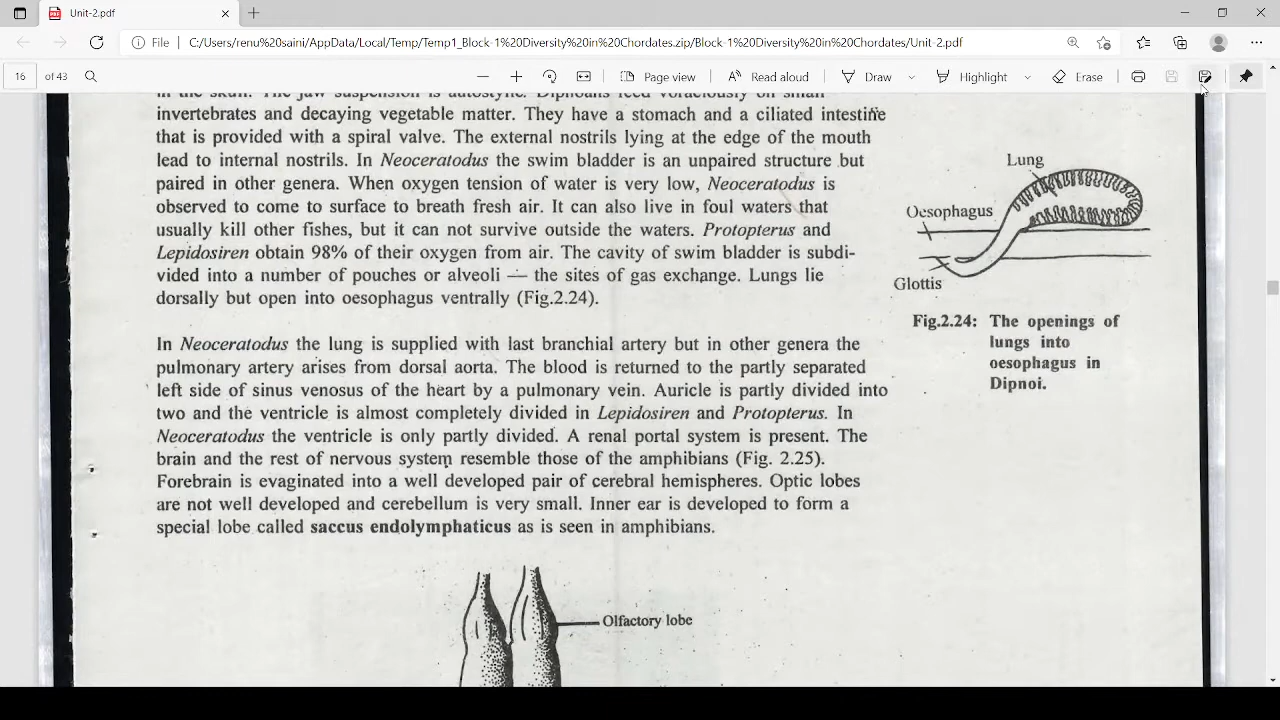 Unit-2.pdf
File
C:/Users/renu%20saini/AppData/Local/Temp/Temp1_Block-1%20Diversity%20in%20Chordates.zip/Block-1%20Diversity%20in%20Chordates/Unit-2.pdf
16 of 43
Page view
Read aloud
Draw
Highlight
Erase
in the skull. The jaw suspension is autostylic. Dipnoans feed voraciously on small
invertebrates and decaying vegetable matter. They have a stomach and a ciliated intestine
that is provided with a spiral valve. The external nostrils lying at the edge of the mouth
lead to internal nostrils. In Neoceratodus the swim bladder is an unpaired structure but
paired in other genera. When oxygen tension of water is very low, Neoceratodus is
observed to come to surface to breath fresh air. It can also live in foul waters that
usually kill other fishes, but it can not survive outside the waters. Protopterus and
Lepidosiren obtain 98% of their oxygen from air. The cavity of swim bladder is subdi-
vided into a number of pouches or alveoli — the sites of gas exchange. Lungs lie
dorsally but open into oesophagus ventrally (Fig.2.24).
Lung
Oesophagus
Glottis
Fig.2.24: The openings of
lungs into
oesophagus in
Dipnoi.
In Neoceratodus the lung is supplied with last branchial artery but in other genera the
pulmonary artery arises from dorsal aorta. The blood is returned to the partly separated
left side of sinus venosus of the heart by a pulmonary vein. Auricle is partly divided into
two and the ventricle is almost completely divided in Lepidosiren and Protopterus. In
Neoceratodus the ventricle is only partly divided. A renal portal system is present. The
brain and the rest of nervous system resemble those of the amphibians (Fig. 2.25).
Forebrain is evaginated into a well developed pair of cerebral hemispheres. Optic lobes
are not well developed and cerebellum is very small. Inner ear is developed to form a
special lobe called saccus endolymphaticus as is seen in amphibians.
Olfactory lobe